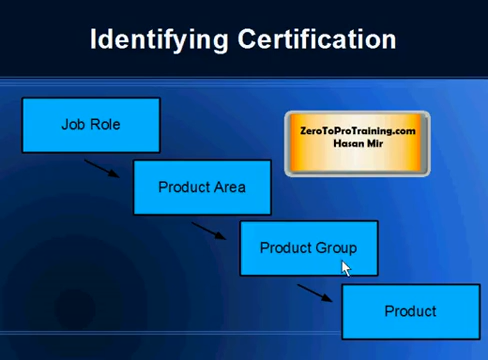 Identifying Certification
Job Role
ZeroToProTraining.com
Hasan Mir
Product Area
Product Group
Product